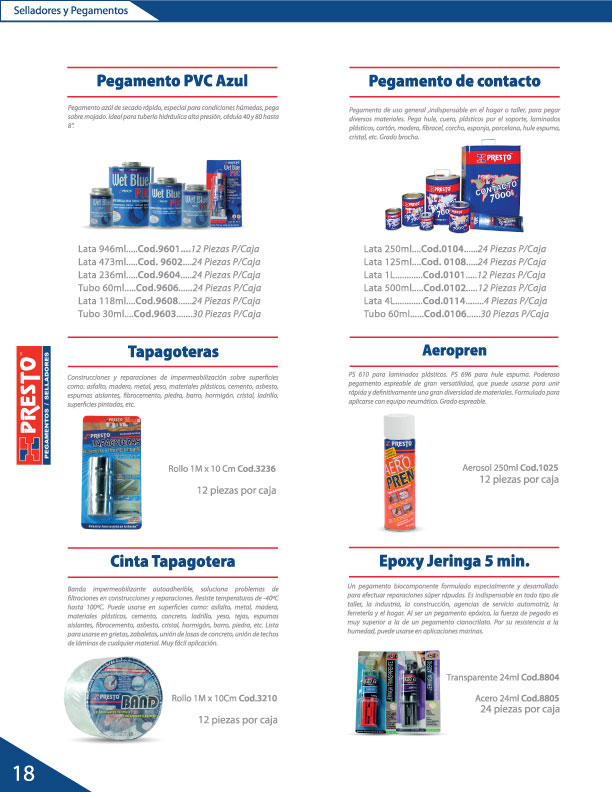 Selladores y Pegamentos
Pegamento PVC Azul
Pegamento azúl de secado rápido, especial para condiciones húmedas, pega
sobre mojado. Ideal para tubería hidráulica alta presión, cédula 40 y 80 hasta
8".
Wet Blue
PVC
Lata 946ml.....Cod.9601....12 Piezas P/Caja
Lata 473ml.....Cod. 9602....24 Piezas P/Caja
Lata 236ml.....Cod.9604.....24 Piezas P/Caja
Tubo 60ml.....Cod.9606......24 Piezas P/Caja
Lata 118ml....Cod.9608......24 Piezas P/Caja
Tubo 30ml....Cod.9603.......30 Piezas P/Caja
Pegamento de contacto
Pegamento de uso general ,indispensable en el hogar o taller, para pegar
diversos materiales. Pega hule, cuero, plásticos por el soporte, laminados
plásticos, cartón, madera, fibracel, corcho, esponja, porcelana, hule espuma,
cristal, etc. Grado brocha.
PRESTO
CONTACTO
7000
Lata 250ml....Cod.0104......24 Piezas P/Caja
Lata 125ml....Cod. 0108.....24 Piezas P/Caja
Lata 1L............Cod.0101.....12 Piezas P/Caja
Lata 500ml.....Cod.0102.....12 Piezas P/Caja
Lata 4L............Cod.0114........4 Piezas P/Caja
Tubo 60ml......Cod.0106......30 Piezas P/Caja
PRESTO
PEGAMENTOS / SELLADORES
Tapagoteras
Construcciones y reparaciones de impermeabilización sobre superficies
como: asfalto, madero, metal, yeso, materiales plásticos, cemento, asbesto,
espumas aislantes, fibrocemento, piedra, barro, hormigón, cristal, ladrillo,
superficies pintadas, etc.
PRESTO
TAPAGOTERAS
Rollo 1M x 10 Cm Cod.3236
12 piezas por caja
Aeropren
PS 610 para laminados plásticos. PS 696 para hule espuma. Poderoso
pegamento espreable de gran versatilidad, que puede usarse para unir
rápida y definitivamente una gran diversidad de materiales. Formulado para
aplicarse con equipo neumático. Grado espreable.
PRESTO
AERO
PREN
Aerosol 250ml Cod.1025
12 piezas por caja
Cinta Tapagotera
Banda impermeabilizante autoadherible, soluciona problemas de
filtraciones en construcciones y reparaciones. Resiste temperaturas de -40ºC
hasta 100ºC. Puede usarse en superficies como: asfalto, metal, madera,
materiales plásticos, cemento, concreto, ladrillo, yeso, tejas, espumas
aislantes, fibrocemento, asbesto, cristal, hormigón, barro, piedra, etc. Lista
para usarse en grietas, zabaletas, unión de losas de concreto, unión de techos
de láminas de cualquier material. Muy fácil aplicación.
PRESTO
BAND
Rollo 1M x 10Cm Cod.3210
12 piezas por caja
Epoxy Jeringa 5 min.
Un pegamento biocomponente formulado especialmente y desarrollado
para efectuar reparaciones súper rápidas. Es indispensable en todo tipo de
taller, la industria, la construcción, agencias de servicio automotriz, la
ferretería y el hogar. Al ser un pegamento epóxico, la fuerza de pegado es
muy superior a la de un pegamento cianocrilato. Por su resistencia a la
humedad, puede usarse en aplicaciones marinas.
Transparente 24ml Cod.8804
Acero 24ml Cod.8805
24 piezas por caja
18